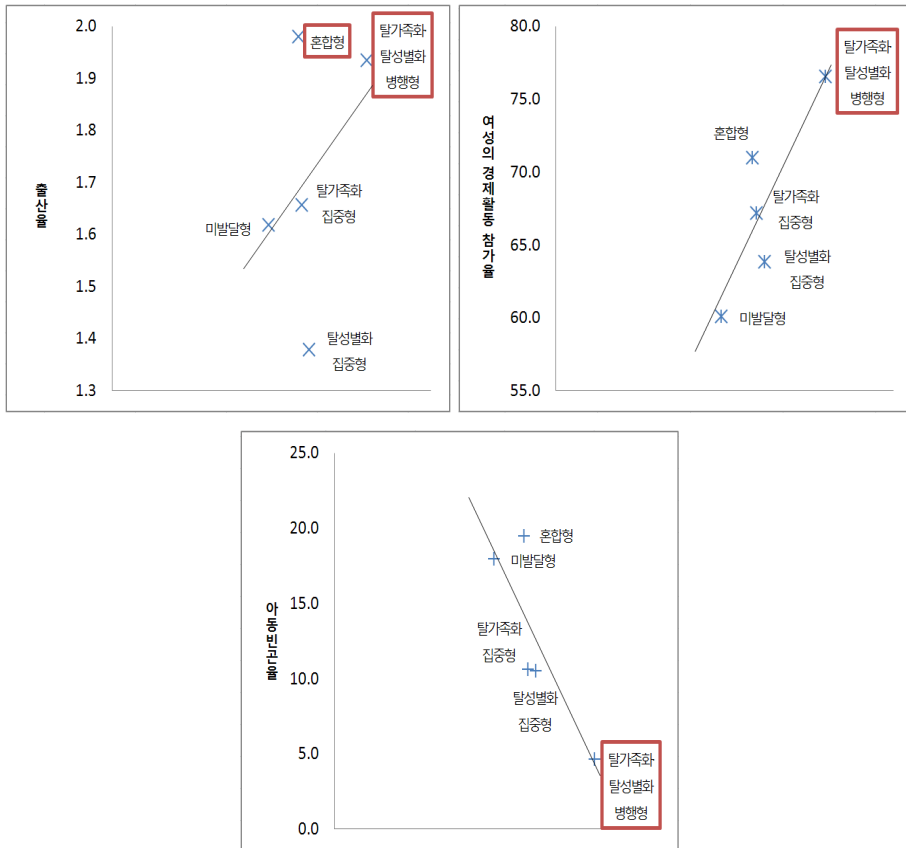 출산율
2.0
1.9
1.8
1.7
1.6
1.5
1.4
1.3
혼합형
탈가족화
탈성별화
병행형
탈가족화
집중형
미발달형
탈성별화
집중형
여성의 경제활동 참가율
80.0
75.0
70.0
65.0
60.0
55.0
탈가족화
탈성별화
병행형
혼합형
탈가족화
집중형
탈성별화
집중형
미발달형
아동빈곤율
25.0
20.0
15.0
10.0
5.0
0.0
혼합형
미발달형
탈가족화
집중형
탈성별화
집중형
탈가족화
탈성별화
병행형